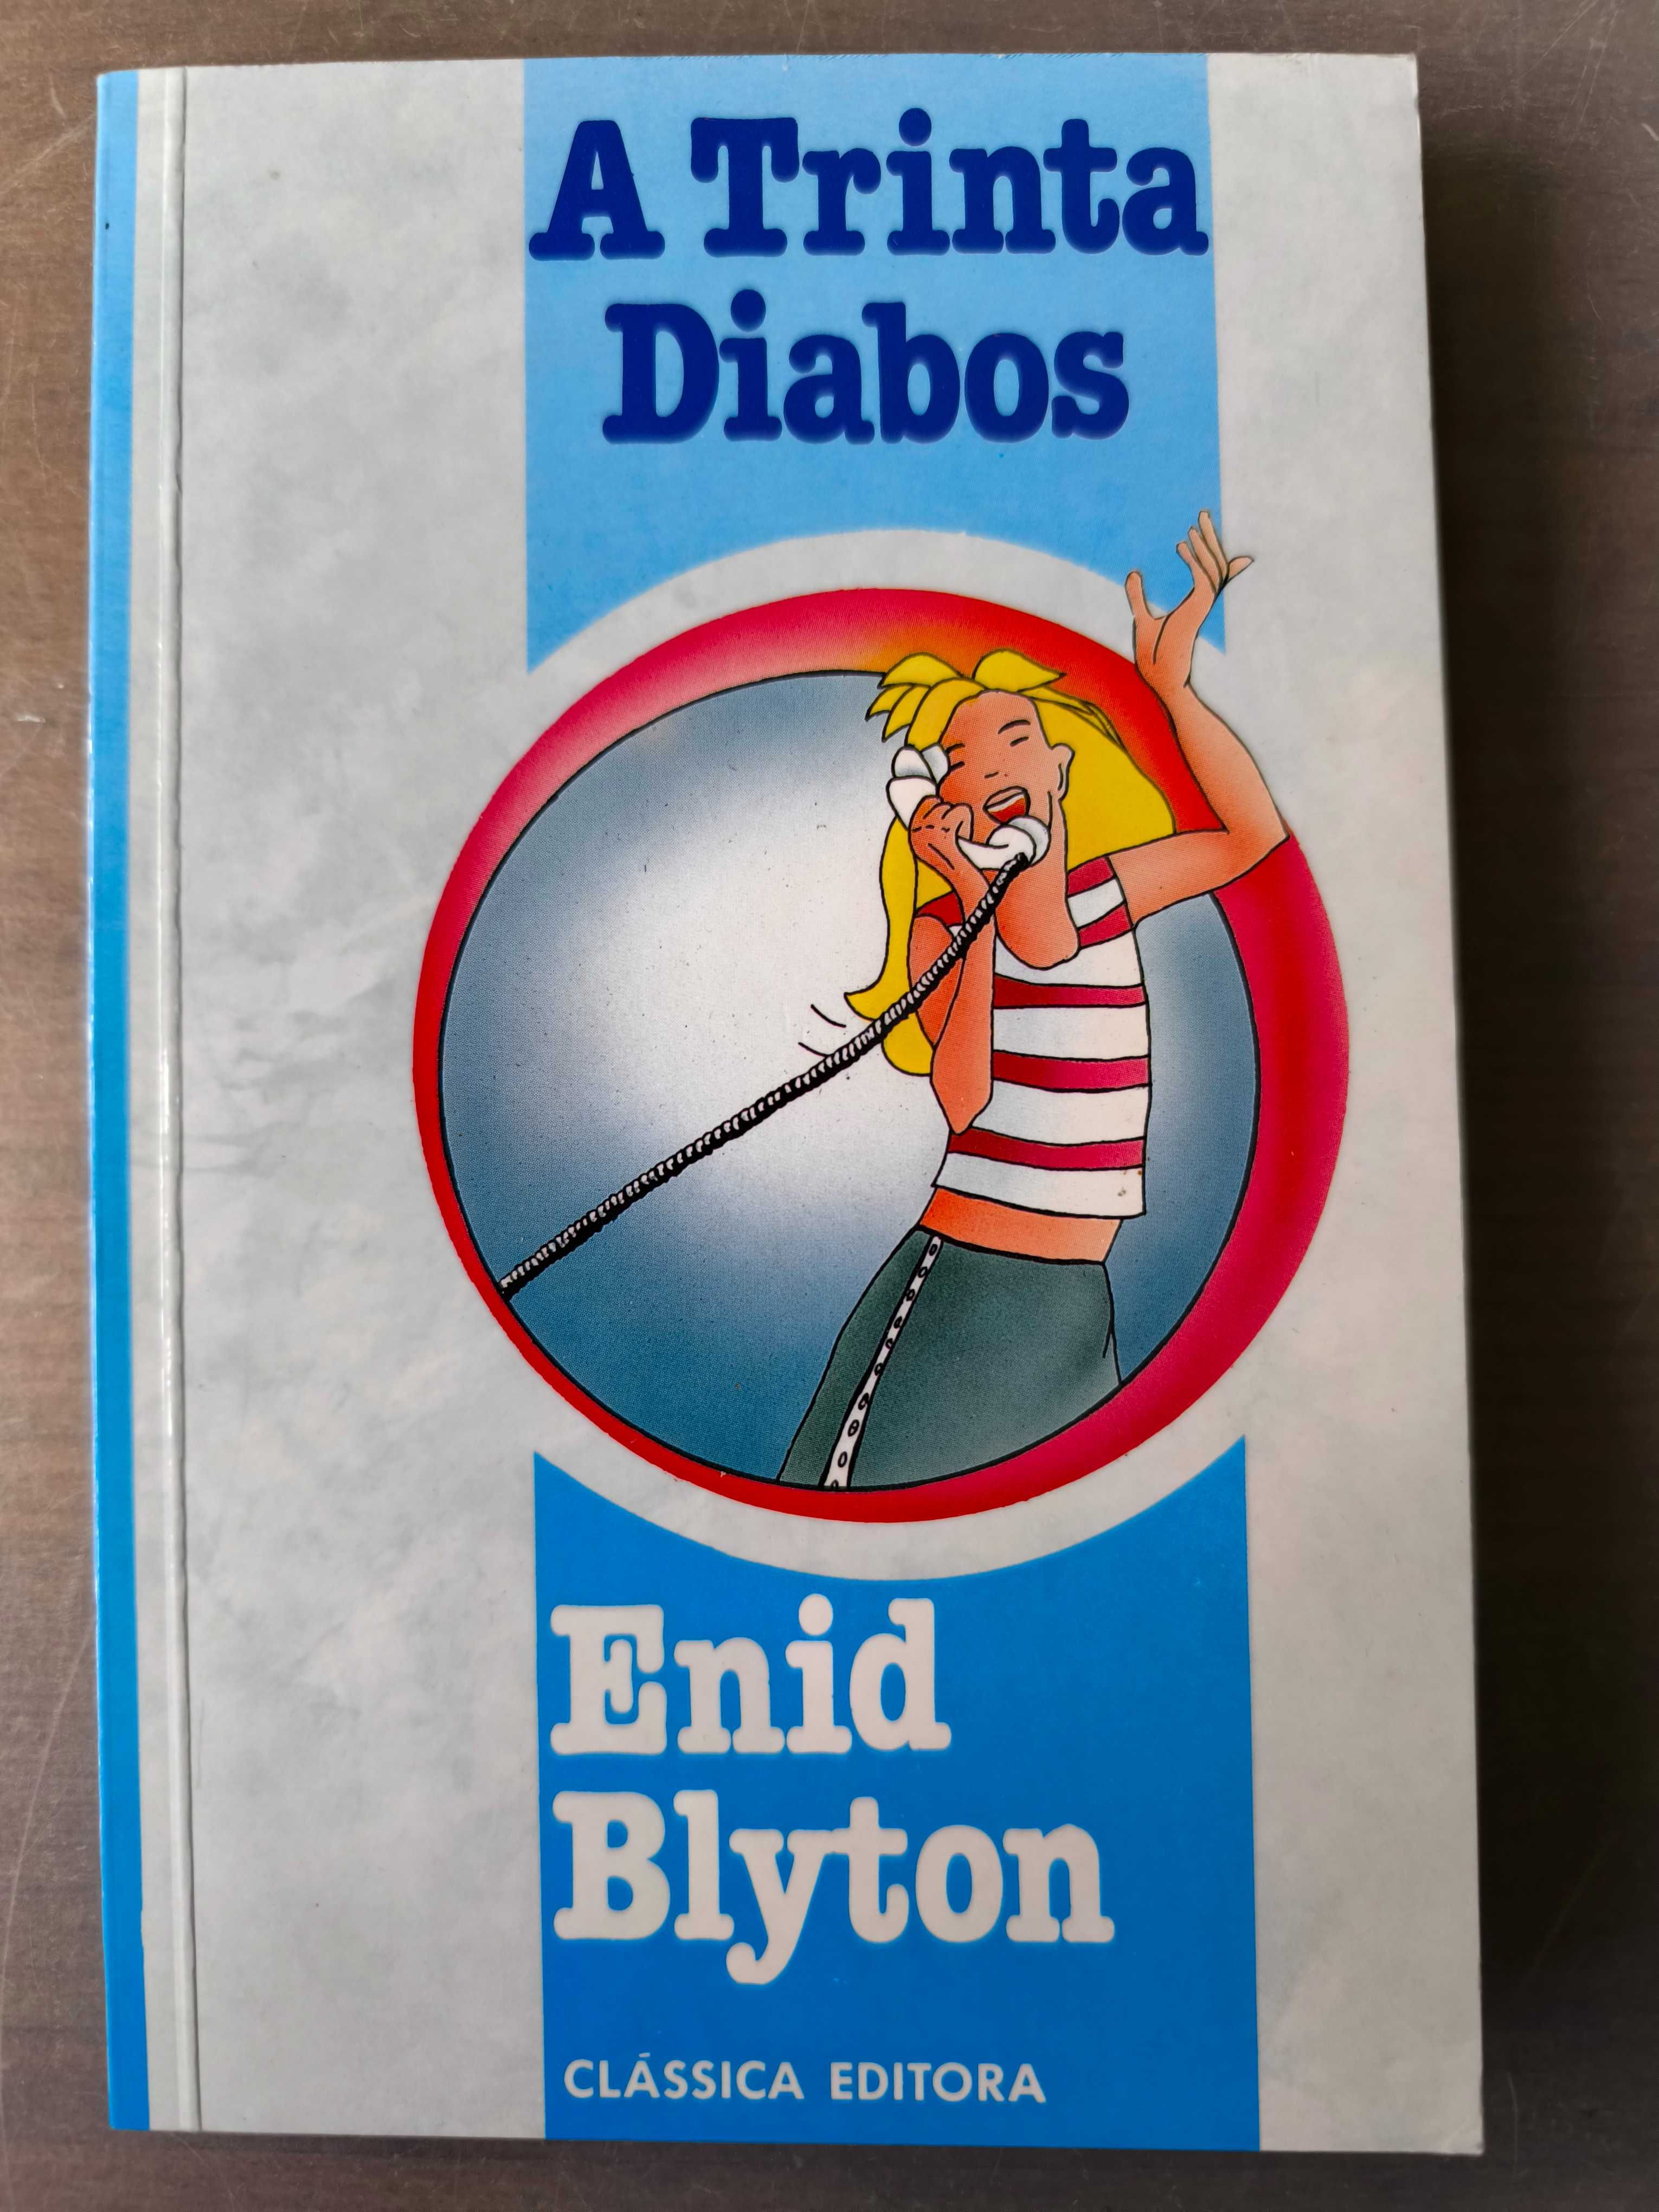 A Trinta
Diabos
Enid
Blyton
CLÁSSICA EDITORA